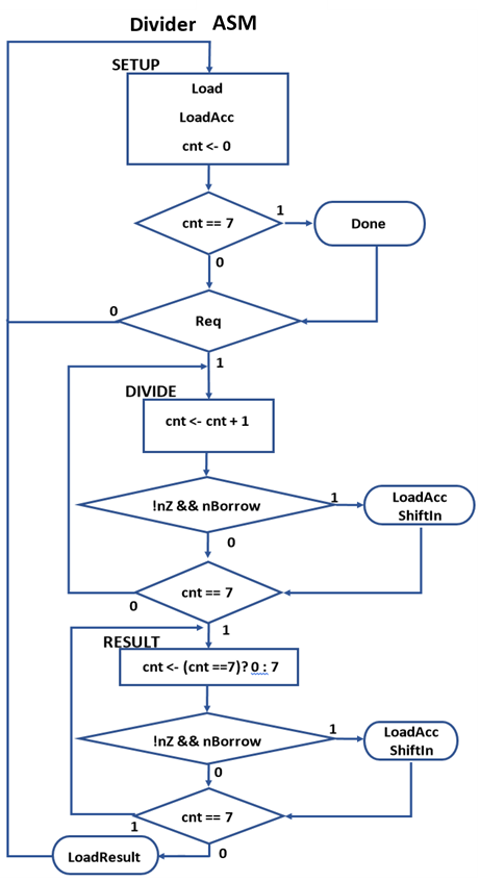 Divider ASM
SETUP
Load
LoadAcc
cnt <- 0
cnt == 7
1
Done
0
0
Req
1
DIVIDE
cnt <- cnt + 1
!nZ && nBorrow
1
LoadAcc
ShiftIn
0
cnt == 7
0
1
RESULT
cnt <- (cnt ==7)? 0 : 7
!nZ && nBorrow
1
LoadAcc
ShiftIn
0
cnt == 7
1
0
LoadResult